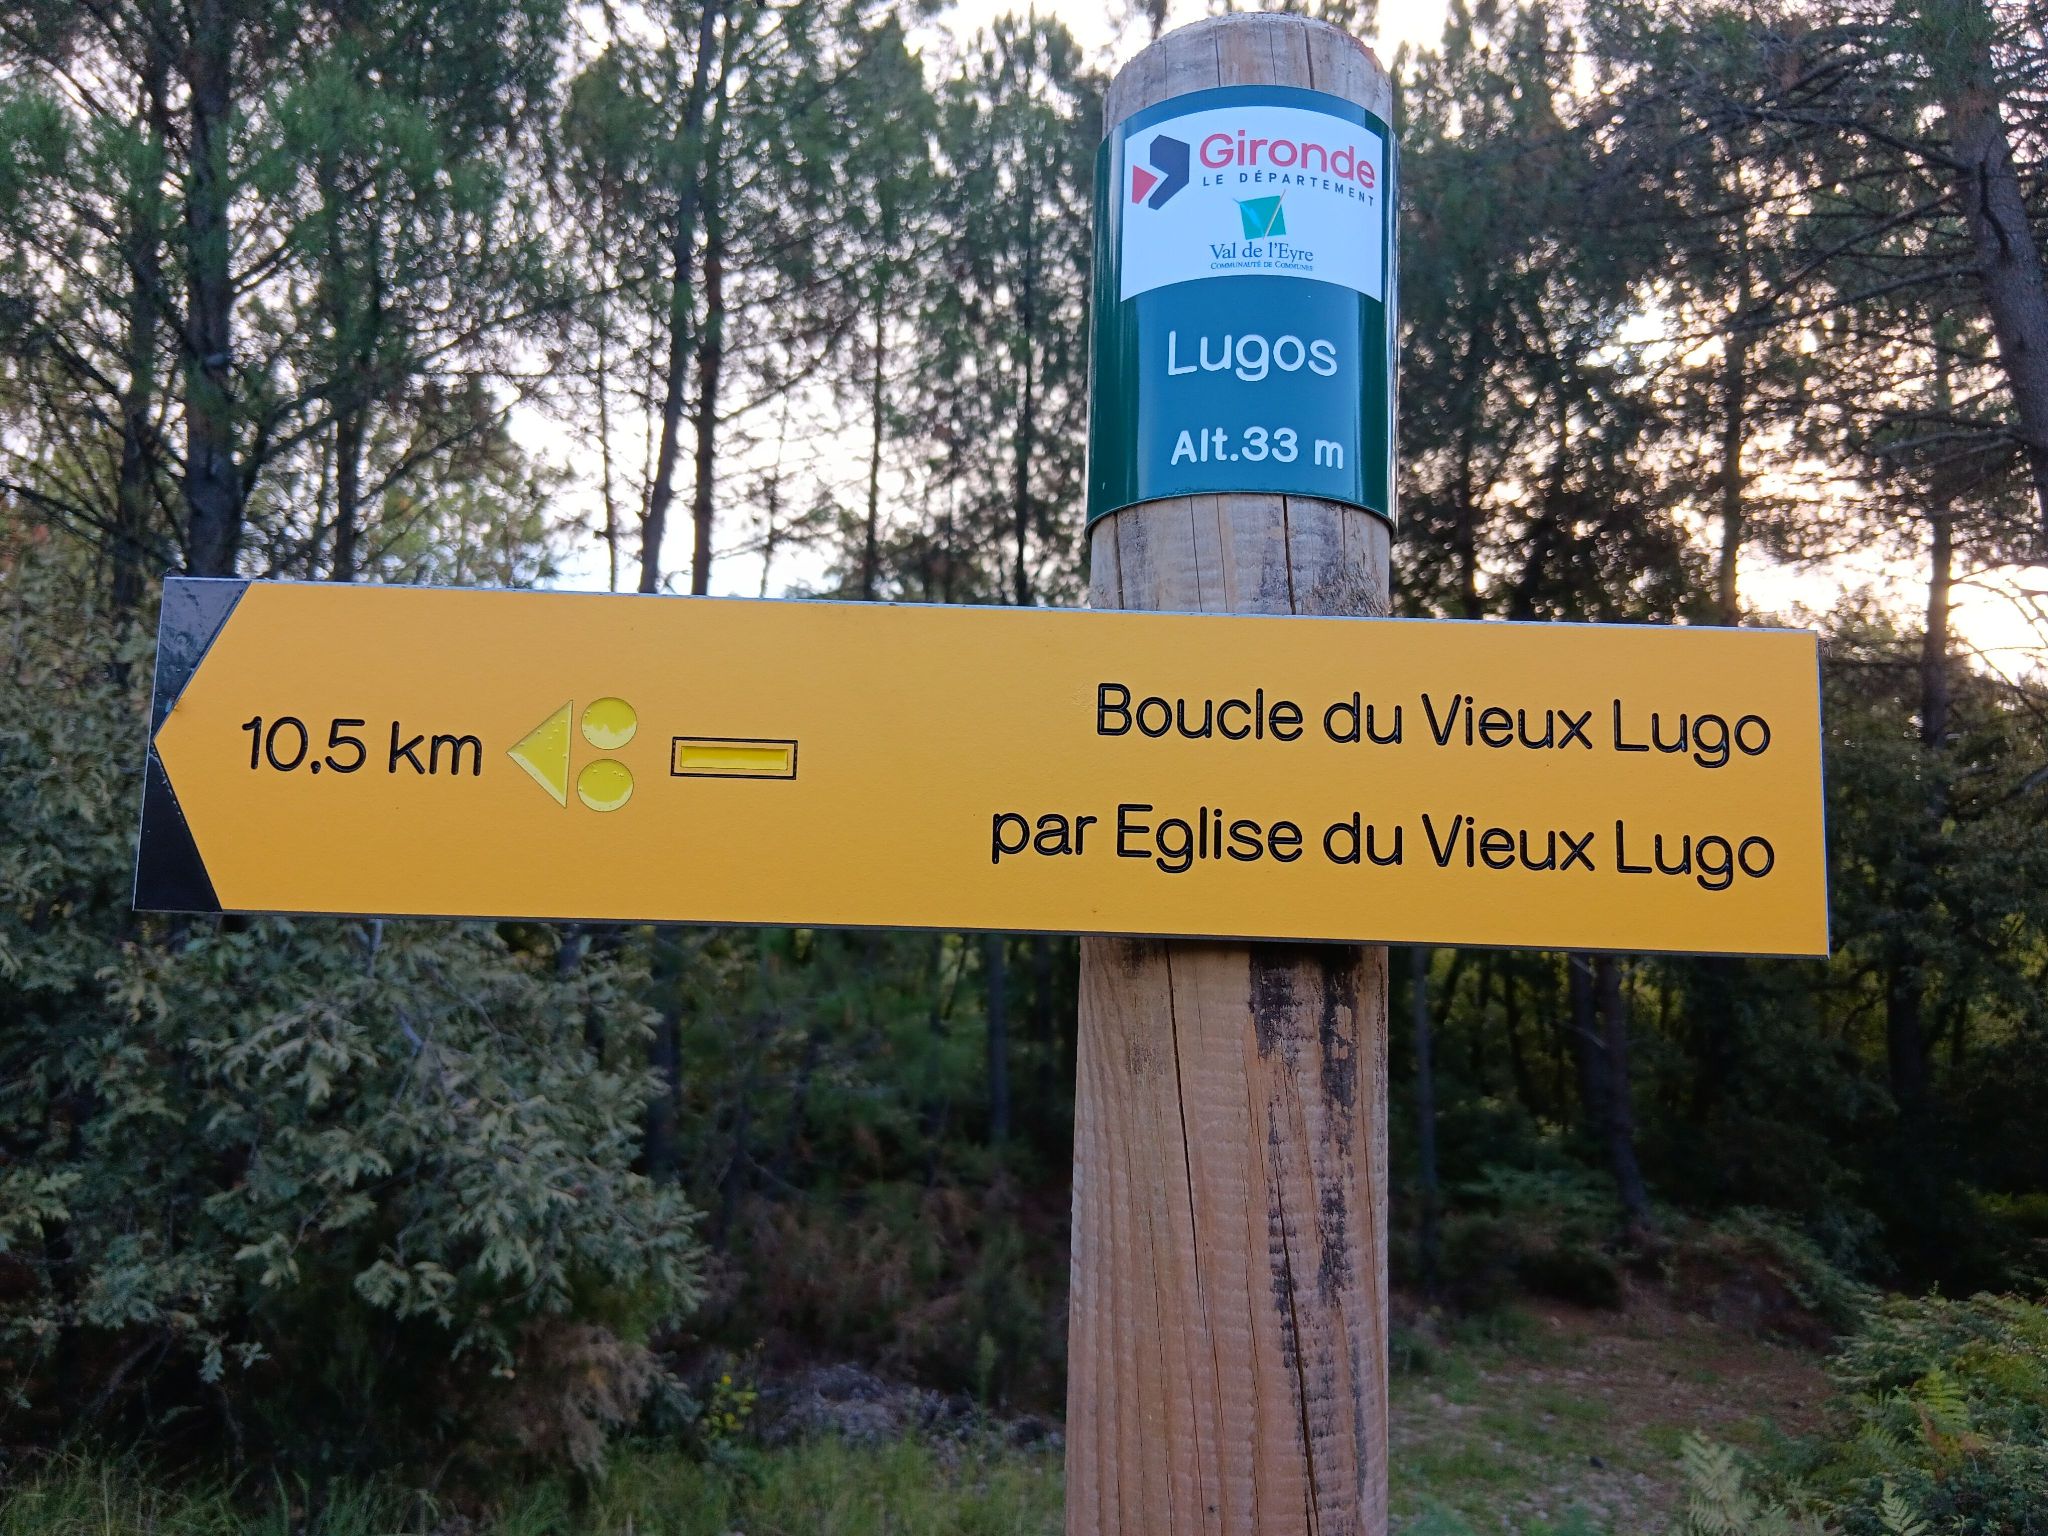 Gironde
LE DÉPARTEMENT
Val de l'Eyre
COMMUNAUTÉ DE COMMUNES
Lugos
Alt.33 m
10,5 km
Boucle du Vieux Lugo
par Eglise du Vieux Lugo